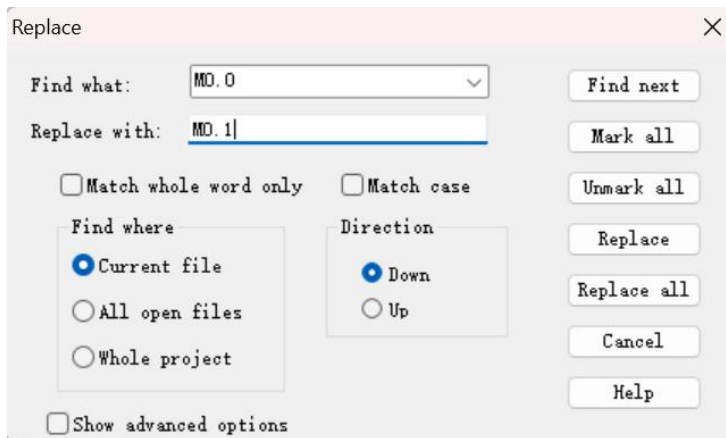 Replace
Find what: M0.0
Replace with: M0.1
Match whole word only
Match case
Find where
Current file
All open files
Whole project
Direction
Down
Up
Show advanced options
Find next
Mark all
Unmark all
Replace
Replace all
Cancel
Help